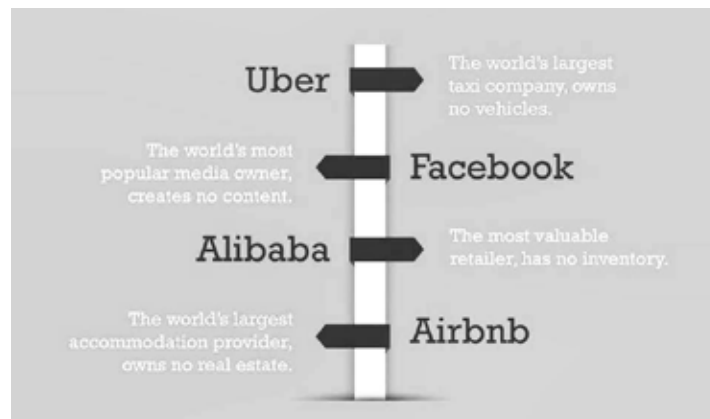 Uber
The world's largest
taxi company, owns
no vehicles.
The world's most
popular media owner,
creates no content.
Facebook
Alibaba
The most valuable
retailer, has no inventory.
The world's largest
accommodation provider,
owns no real estate.
Airbnb